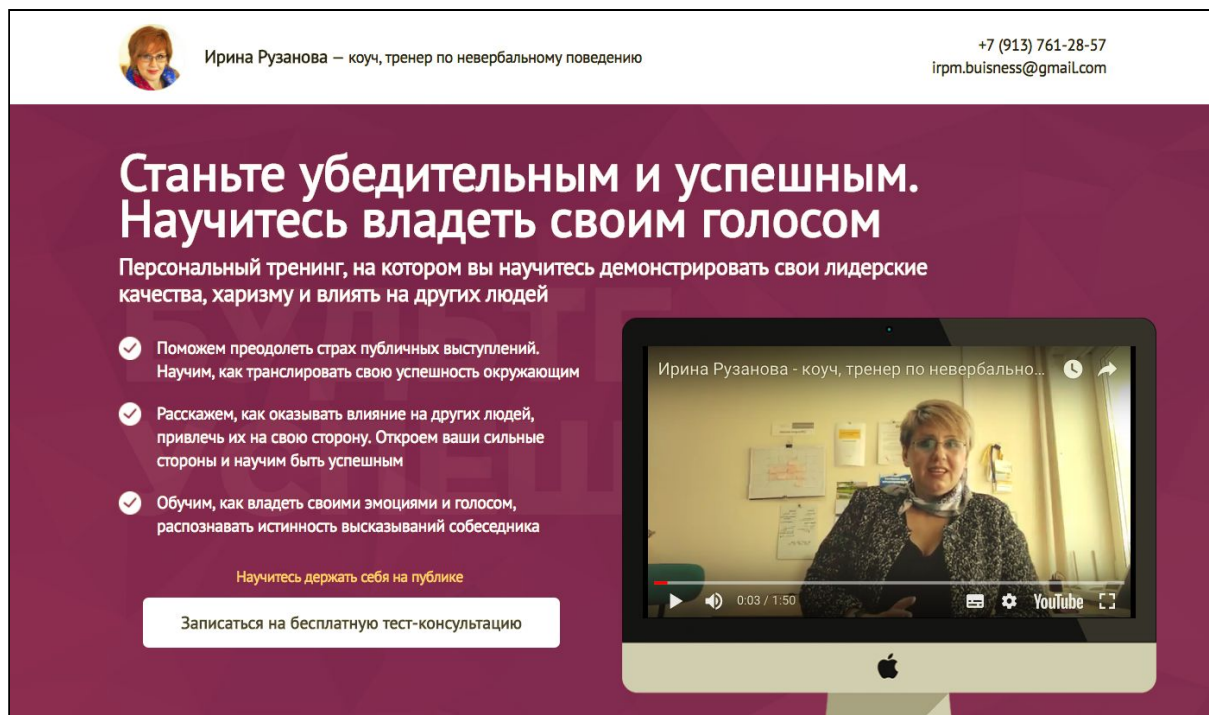 Ирина Рузанова — коуч, тренер по невербальному поведению
+7 (913) 761-28-57
irpm.buisness@gmail.com
Станьте убедительным и успешным.
Научитесь владеть своим голосом
Персональный тренинг, на котором вы научитесь демонстрировать свои лидерские
качества, харизму и влиять на других людей
БУДЬТЕ
УСПЕШ
Поможем преодолеть страх публичных выступлений.
Научим, как транслировать свою успешность окружающим
Расскажем, как оказывать влияние на других людей,
привлечь их на свою сторону. Откроем ваши сильные
стороны и научим быть успешным
Обучим, как владеть своими эмоциями и голосом,
распознавать истинность высказываний собеседника
Научитесь держать себя на публике
Записаться на бесплатную тест-консультацию
Ирина Рузанова - коуч, тренер по невербально...
0:03 / 1:50
YouTube